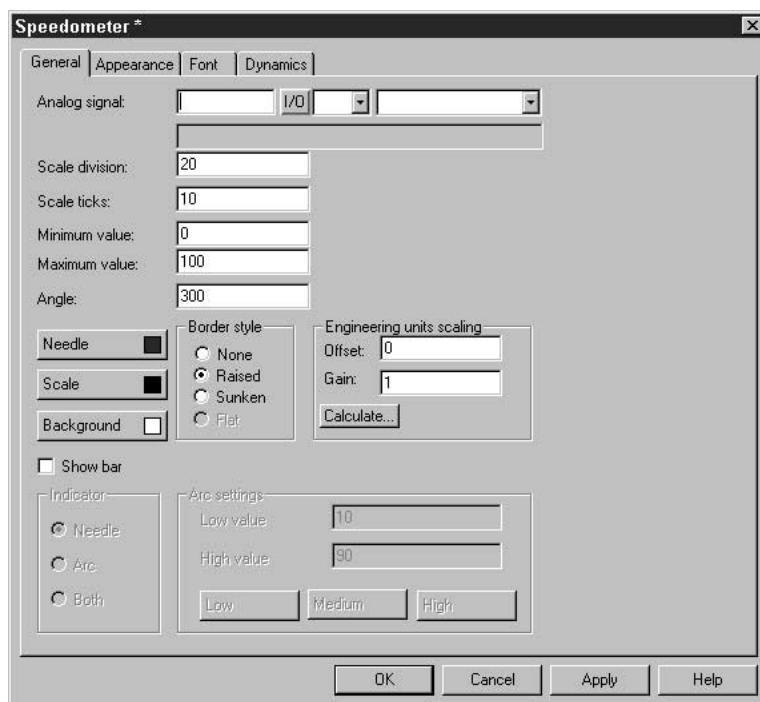 Speedometer *
General Appearance Font Dynamics
Analog signal: I/O
Scale division: 20
Scale ticks: 10
Minimum value: 0
Maximum value: 100
Angle: 300
Border style Engineering units scaling
Needle None Offset: 0
Scale Raised Gain: 1
Sunken
Background Flat Calculate...
Show bar
Indicator Arc settings
Needle Low value 10
Arc High value 90
Both Low Medium High
OK Cancel Apply Help